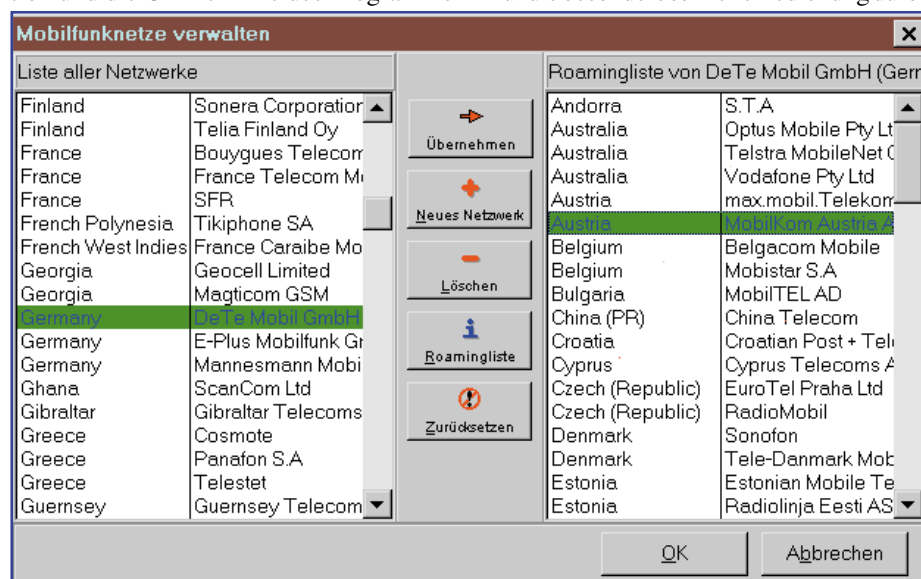 Mobilfunknetze verwalten
Liste aller Netzwerke
Finland Sonera Corporation
Finland Telia Finland Oy
France Bouygues Telecom
France France Telecom
France SFR
French Polynesia Tikiphone SA
French West Indies France Caraibe Mo
Georgia Geocell Limited
Georgia Magticom GSM
Germany DeTe Mobil GmbH
Germany E-Plus Mobilfunk
Germany Mannesmann Mobi
Ghana ScanCom Ltd
Gibraltar Gibraltar Telecoms
Greece Cosmote
Greece Panafon S.A
Greece Telestet
Guernsey Guernsey Telecom
Übernehmen
Neues Netzwerk
Löschen
Roamingliste
Zurücksetzen
Roamingliste von DeTe Mobil GmbH (Germ
Andorra S.T.A
Australia Optus Mobile Pty Lt
Australia Telstra MobileNet
Australia Vodafone Pty Ltd
Austria max.mobil.Telekom
Austria MobilKom Austria A
Belgium Belgacom Mobile
Belgium Mobistar S.A
Bulgaria MobilTEL AD
China (PR) China Telecom
Croatia Croatian Post + Tele
Cyprus Cyprus Telecoms A
Czech (Republic) EuroTel Praha Ltd
Czech (Republic) RadioMobil
Denmark Sonofon
Denmark Tele-Danmark Mob
Estonia Estonian Mobile Te
Estonia Radiolinja Eesti AS
OK
Abbrechen